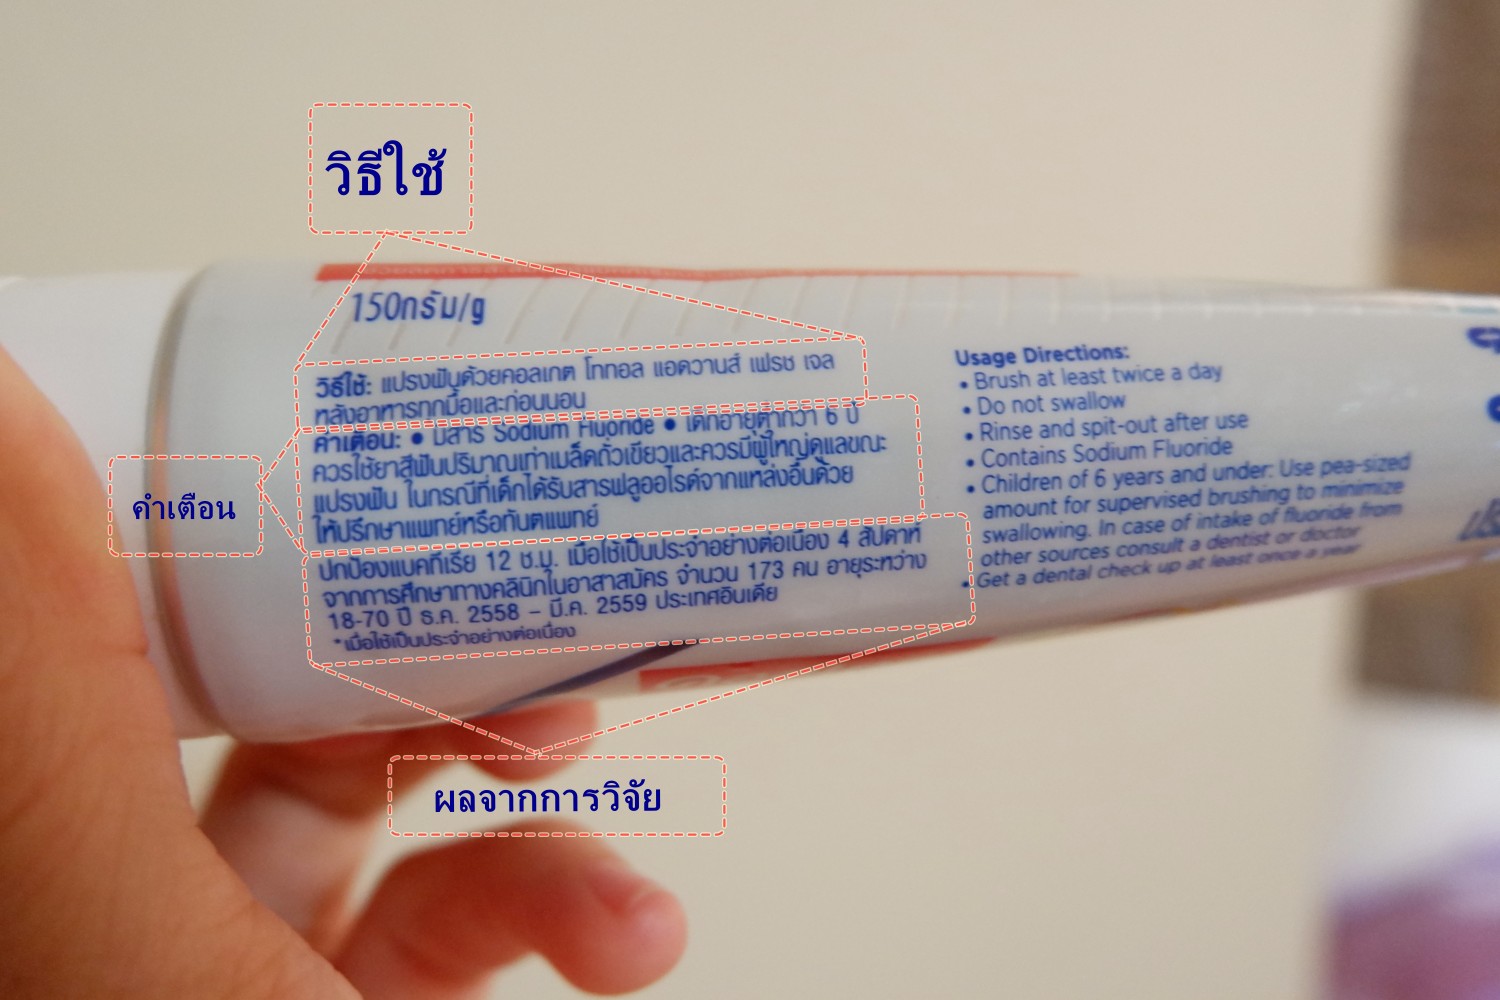 วิธีใช้
150กรัม/g
วิธีใช้: แปรงฟันด้วยคอลเกต โททอล แอดวานส์ เฟรช เจล
หลังอาหารทุกมื้อและก่อนนอน
คำเตือน: • มีสาร Sodium Fluoride • เด็กอายุต่ำกว่า 6 ปี
ควรใช้ยาสีฟันปริมาณเท่าเมล็ดถั่วเขียวและควรมีผู้ใหญ่ดูแลขณะ
แปรงฟัน ในกรณีที่เด็กได้รับสารฟลูออไรด์จากแหล่งอื่นด้วย
ให้ปรึกษาแพทย์หรือทันตแพทย์
ปกป้องแบคทีเรีย 12 ช.ม. เมื่อใช้เป็นประจำอย่างต่อเนื่อง 4 สัปดาห์
จากการศึกษาทางคลินิกในอาสาสมัคร จำนวน 173 คน อายุระหว่าง
18-70 ปี ธ.ค. 2558 – มี.ค. 2559 ประเทศอินเดีย
*เมื่อใช้เป็นประจำอย่างต่อเนื่อง
Usage Directions:
• Brush at least twice a day
• Do not swallow
• Rinse and spit-out after use
• Contains Sodium Fluoride
• Children of 6 years and under: Use pea-sized
amount for supervised brushing to minimize
swallowing. In case of intake of fluoride from
other sources consult a dentist or doctor
• Get a dental check up at least once a year
คำเตือน
ผลจากการวิจัย